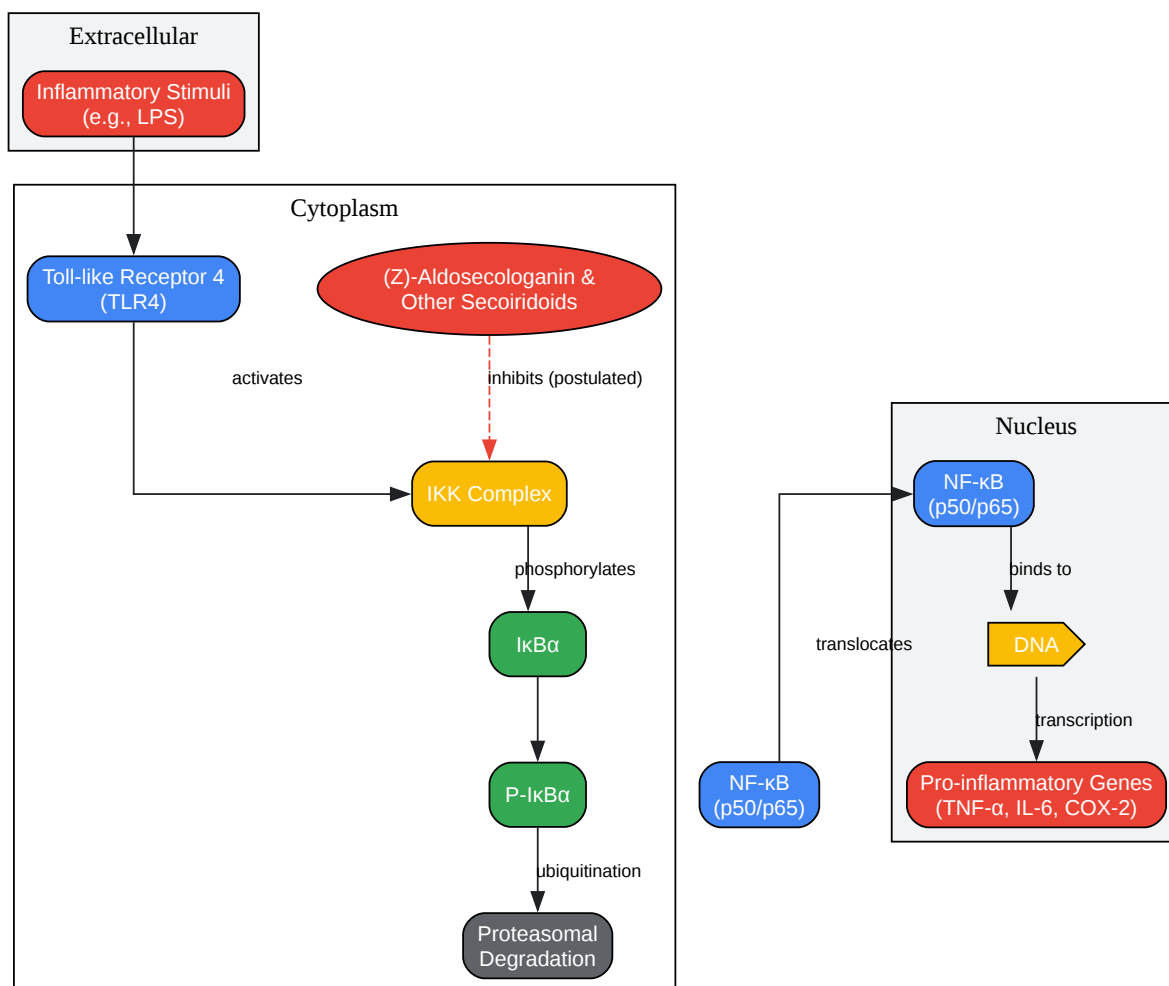 Extracellular
Inflammatory Stimuli
(e.g., LPS)
Cytoplasm
Toll-like Receptor 4
(TLR4)
(Z)-Aldosecologanin &
Other Secoiridoids
activates
inhibits (postulated)
IKK Complex
phosphorylates
IκBα
P-IκBα
ubiquitination
Proteasomal
Degradation
NF-κB
(p50/p65)
translocates
Nucleus
NF-κB
(p50/p65)
binds to
DNA
transcription
Pro-inflammatory Genes
(TNF-α, IL-6, COX-2)